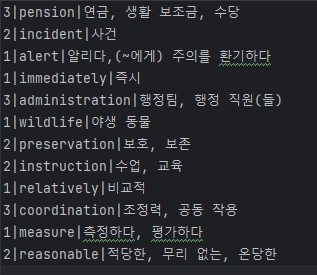 3|pension|연금, 생활 보조금, 수당
2|incident|사건
1|alert|알리다,(~에게) 주의를 환기하다
1|immediately|즉시
3|administration|행정팀, 행정 직원(들)
1|wildlife|야생 동물
2|preservation|보호, 보존
2|instruction|수업, 교육
1|relatively|비교적
3|coordination|조정력, 공동 작용
1|measure|측정하다, 평가하다
2|reasonable|적당한, 무리 없는, 온당한